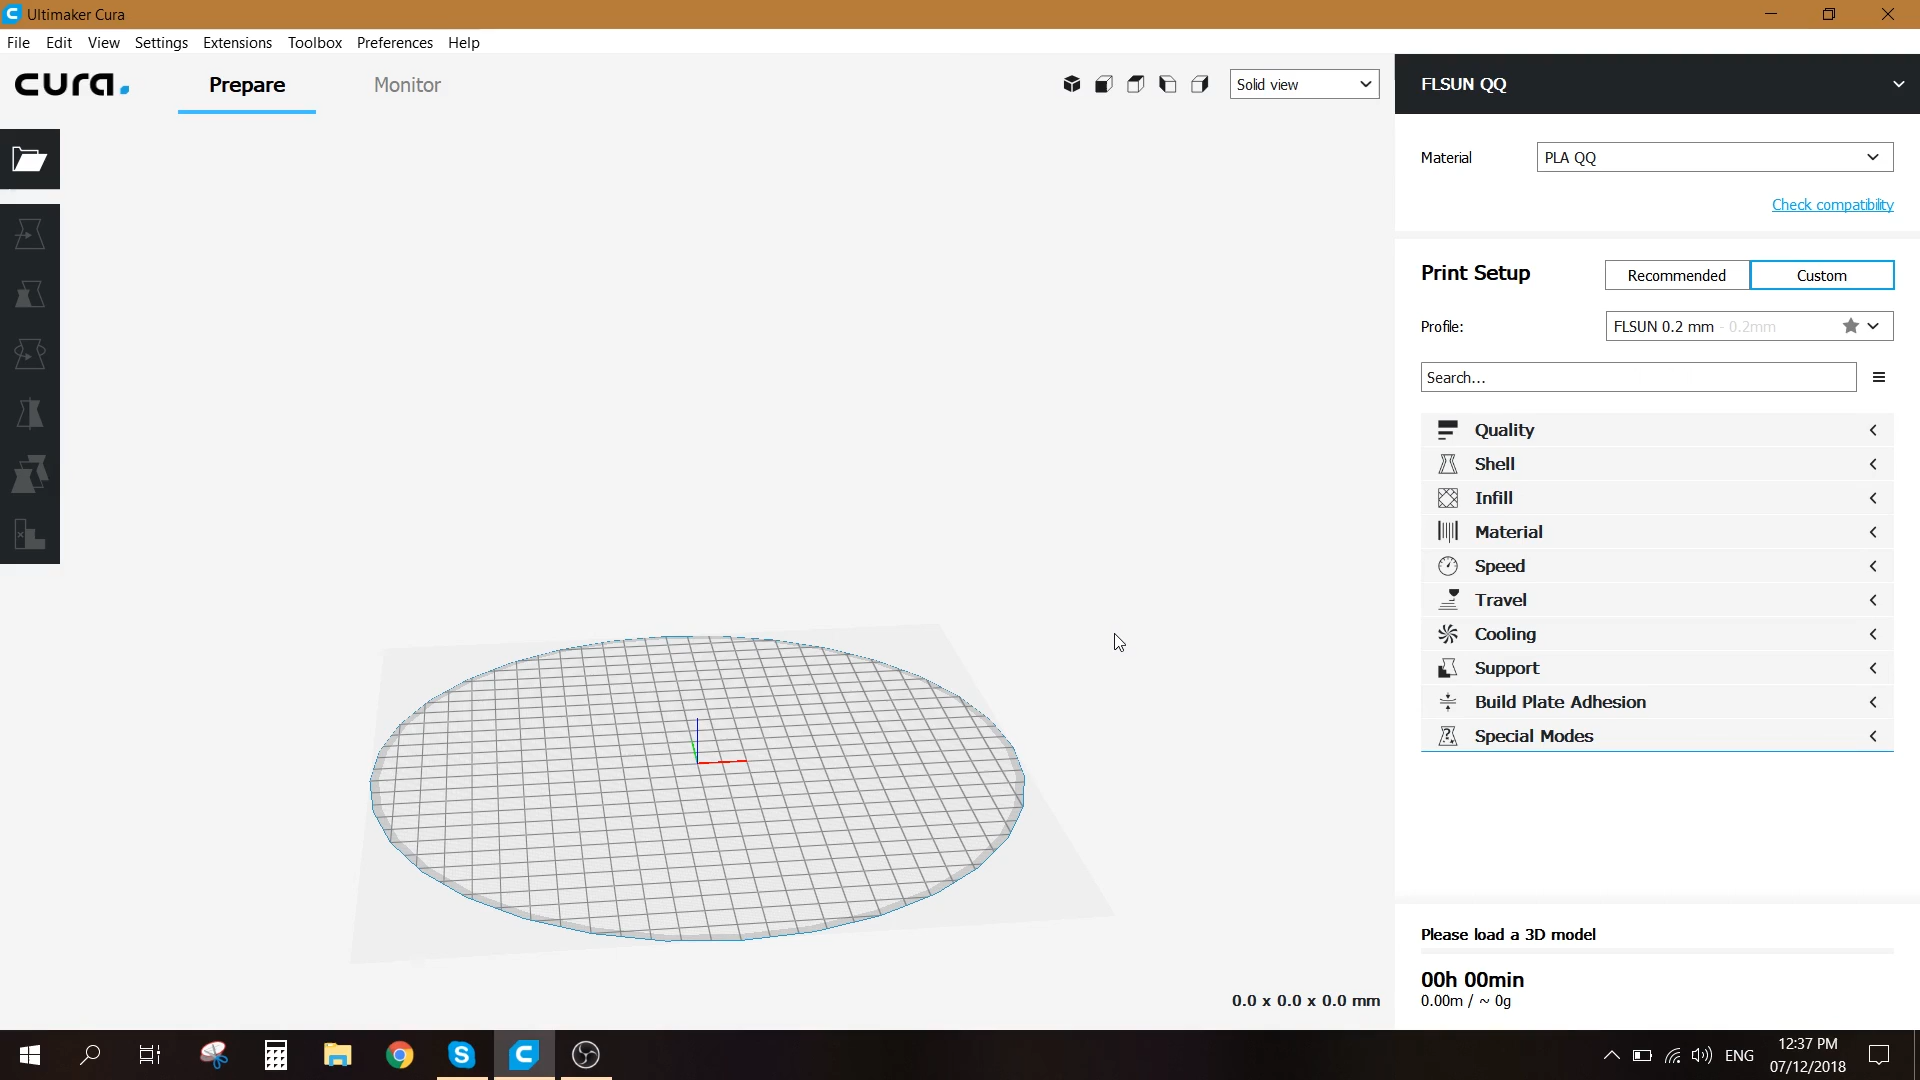 Ultimaker Cura
File Edit View Settings Extensions Toolbox Preferences Help
cura.
Prepare
Monitor
Solid view
FLSUN QQ
Material
PLA QQ
Check compatibility
Print Setup
Recommended
Custom
Profile:
FLSUN 0.2 mm - 0.2mm
Search...
Quality
Shell
Infill
Material
Speed
Travel
Cooling
Support
Build Plate Adhesion
Special Modes
Please load a 3D model
00h 00min
0.00m / ~ 0g
0.0 x 0.0 x 0.0 mm
ENG
12:37 PM
07/12/2018